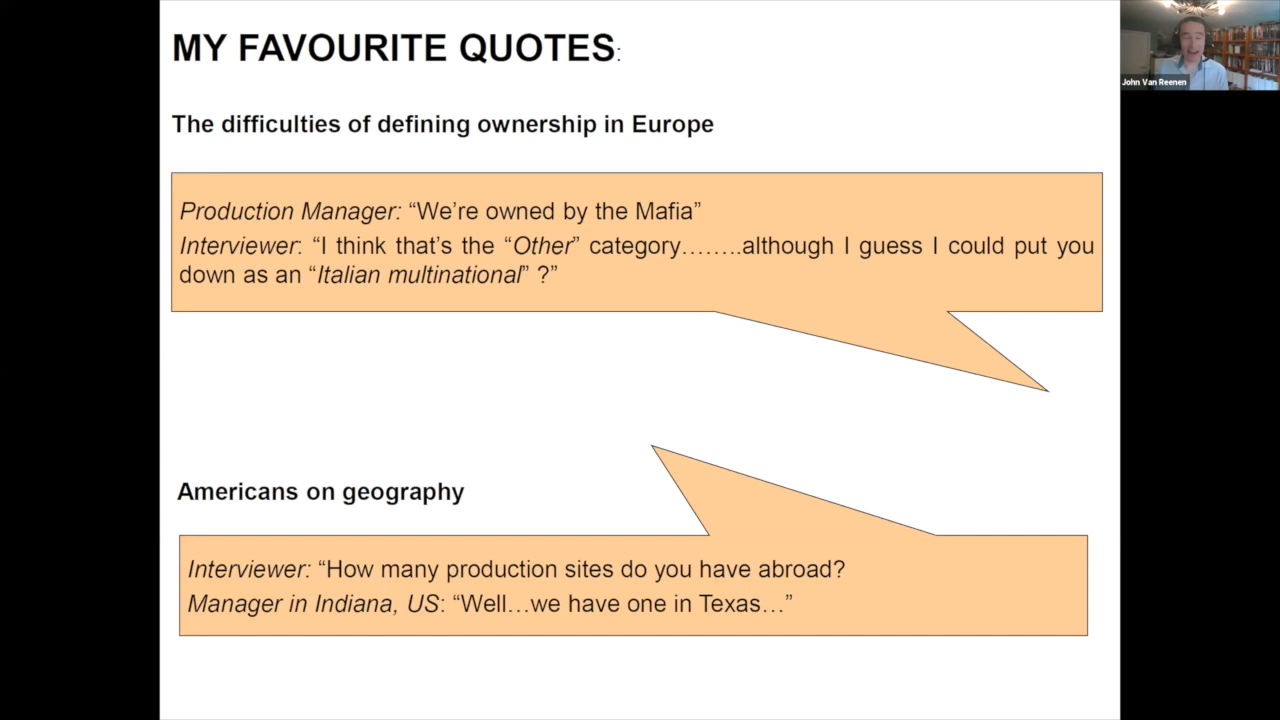 MY FAVOURITE QUOTES:
John Van Reenen
The difficulties of defining ownership in Europe
Production Manager: “We’re owned by the Mafia”
Interviewer: “I think that’s the “Other” category……..although I guess I could put you
down as an “Italian multinational” ?”
Americans on geography
Interviewer: “How many production sites do you have abroad?
Manager in Indiana, US: “Well…we have one in Texas…”